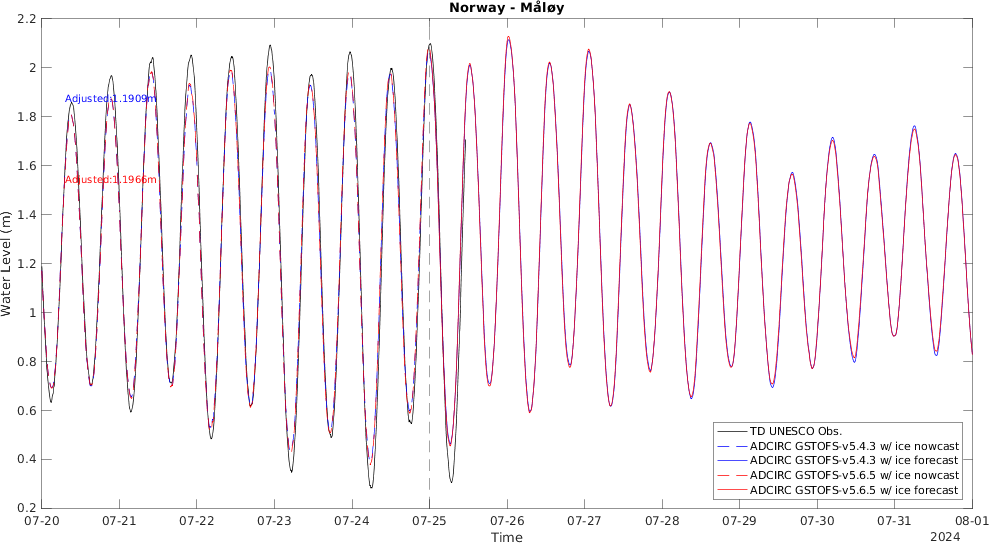 Norway - Måløy
Water Level (m)
2.2
2
1.8
1.6
1.4
1.2
1
0.8
0.6
0.4
0.2
Adjusted:1.1909m
Adjusted:1.1966m
TD UNESCO Obs.
ADCIRC GSTOFS-v5.4.3 w/ ice nowcast
ADCIRC GSTOFS-v5.4.3 w/ ice forecast
ADCIRC GSTOFS-v5.6.5 w/ ice nowcast
ADCIRC GSTOFS-v5.6.5 w/ ice forecast
07-20 07-21 07-22 07-23 07-24 07-25 07-26 07-27 07-28 07-29 07-30 07-31 08-01
Time
2024